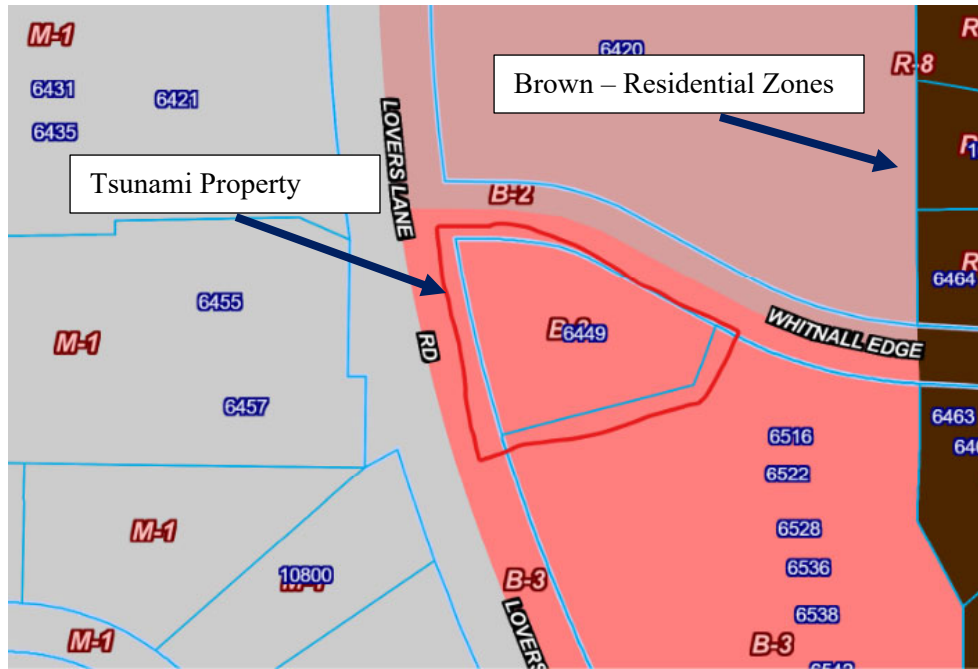 M-1
6431
6421
6435
6420
R-8
Brown – Residential Zones
LOVERS LANE
Tsunami Property
B-2
6464
6455
M-1
RD
6449
WHITNALL EDGE
6457
6463
6516
6522
M-1
6528
10800
B-3
6536
6538
LOVERS
M-1
B-3